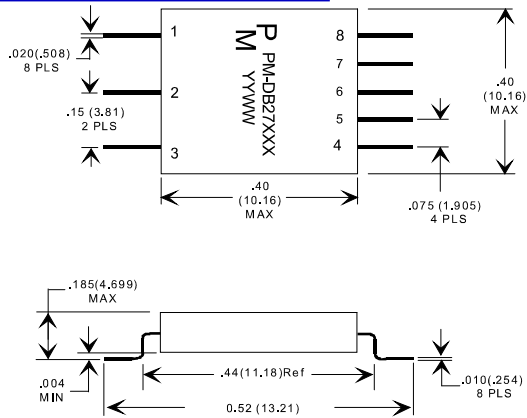 .020(.508)
8 PLS
.15 (3.81)
2 PLS
1
2
3
P
M
PM-DB27XXX
YYWW
8
7
6
5
4
.40
(10.16)
MAX
.40
(10.16)
MAX
.075 (1.905)
4 PLS
.185(4.699)
MAX
.004
MIN
.44(11.18)Ref
0.52 (13.21)
.010(.254)
8 PLS